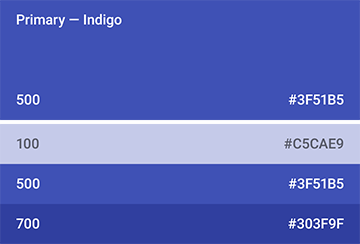 Primary — Indigo
500 #3F51B5
100 #C5CAE9
500 #3F51B5
700 #303F9F